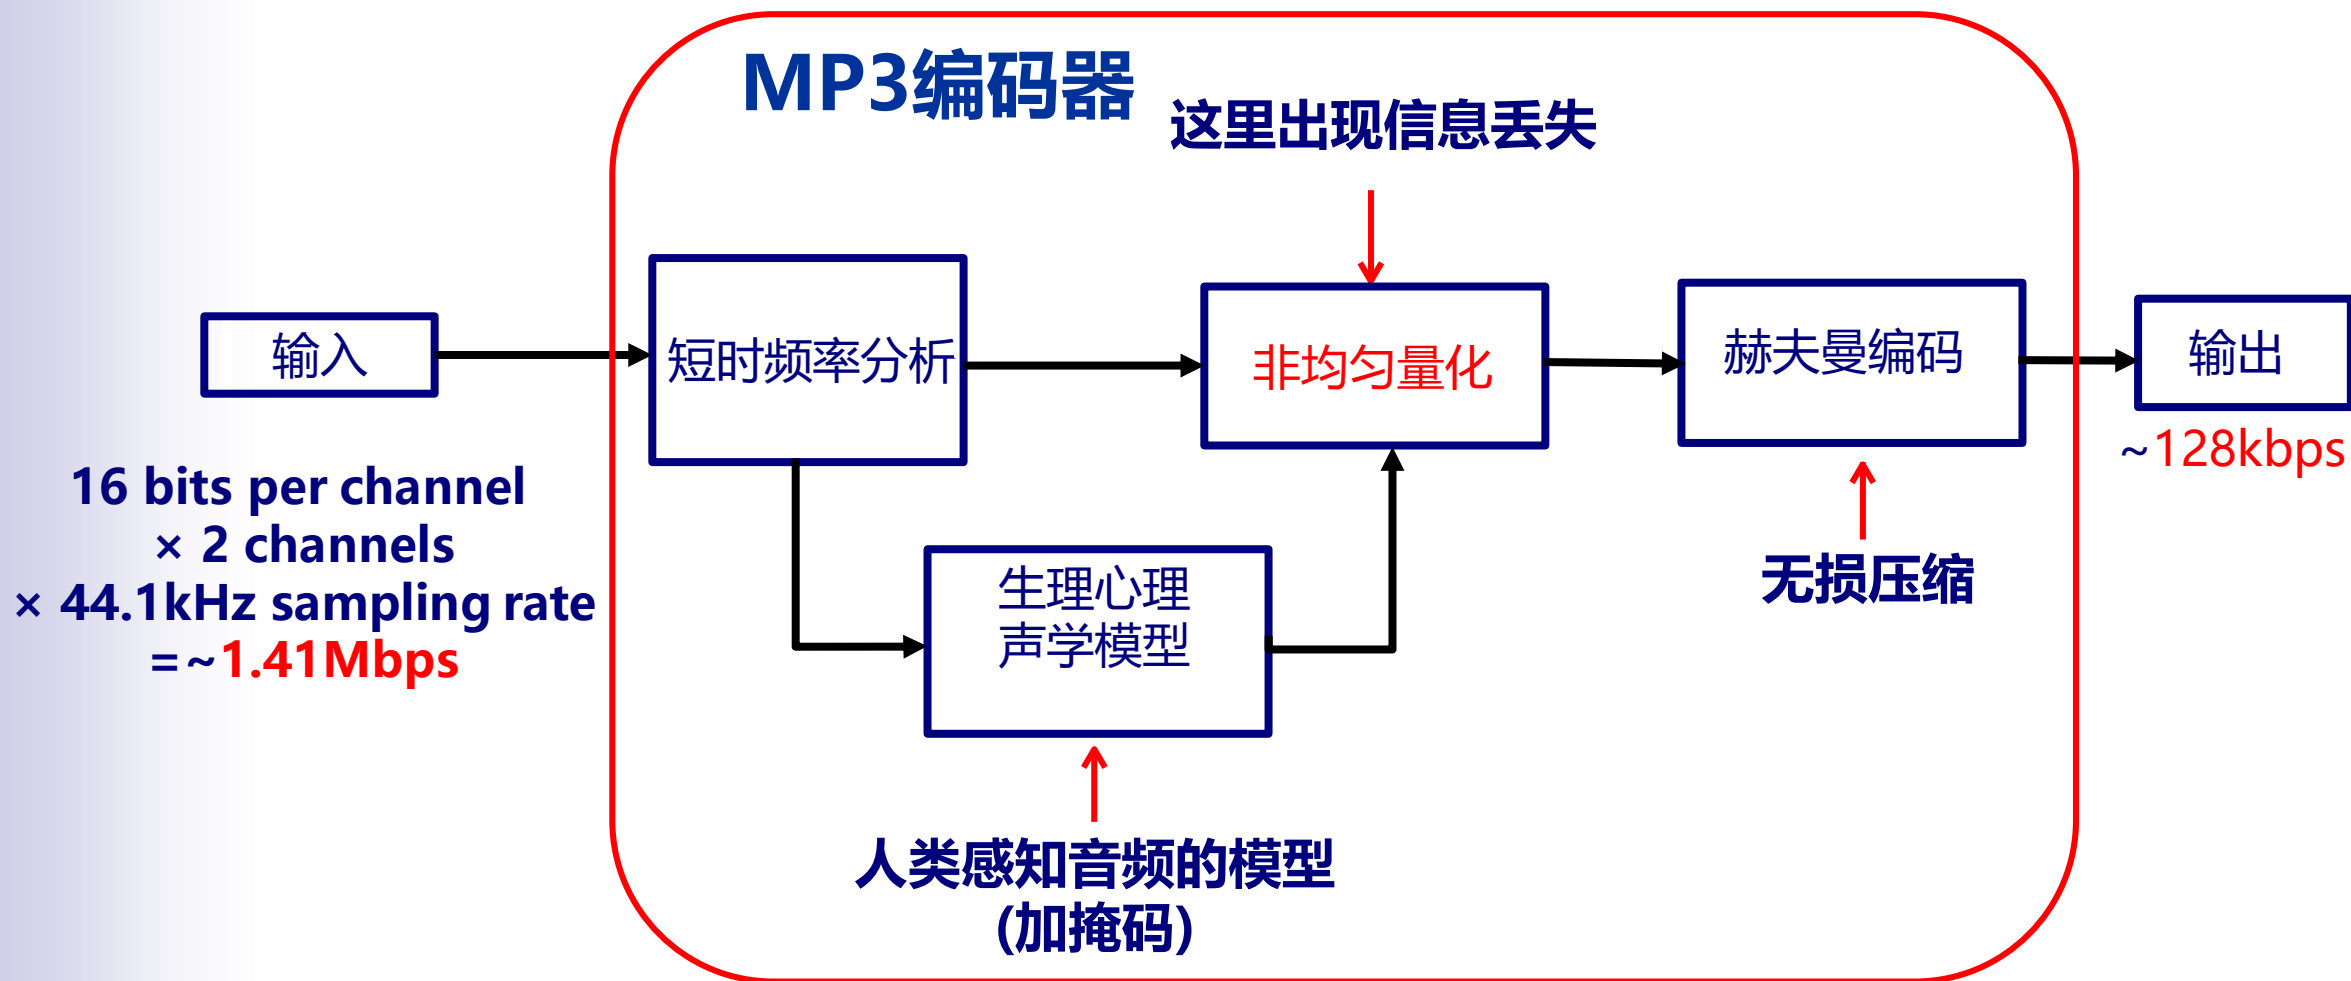 MP3编码器
这里出现信息丢失
输入
短时频率分析
非均匀量化
赫夫曼编码
输出
~128kbps
16 bits per channel
× 2 channels
× 44.1kHz sampling rate
=~1.41Mbps
生理心理
声学模型
无损压缩
人类感知音频的模型
(加掩码)